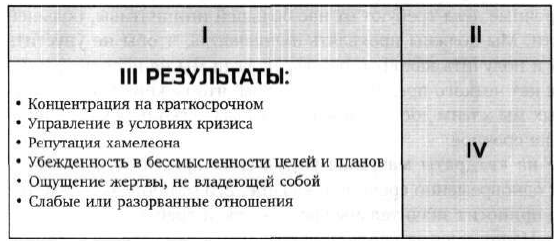 I
II
III РЕЗУЛЬТАТЫ:
• Концентрация на краткосрочном
• Управление в условиях кризиса
• Репутация хамелеона
• Убежденность в бессмысленности целей и планов
• Ощущение жертвы, не владеющей собой
• Слабые или разорванные отношения
IV